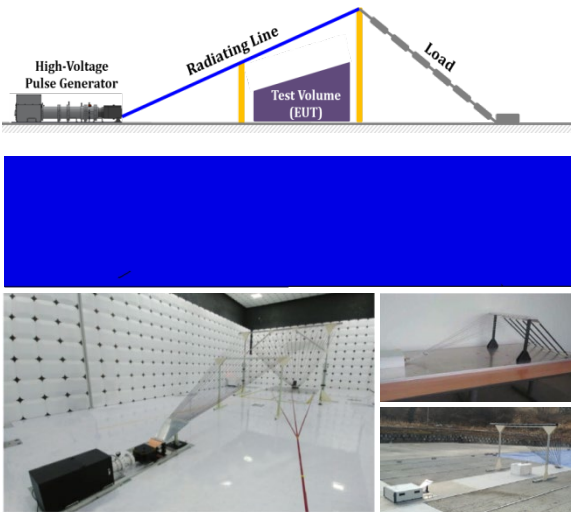 High-Voltage
Pulse Generator
Radiating Line
Test Volume
(EUT)
Load